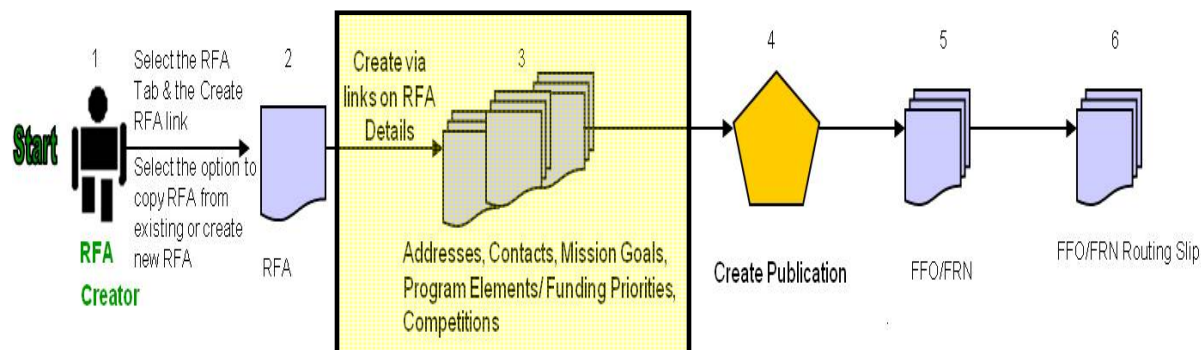 Start
1
Select the RFA
Tab & the Create
RFA link
Select the option to
copy RFA from
existing or create
new RFA
RFA
Creator
2
RFA
Create via
links on RFA
Details
3
Addresses, Contacts, Mission Goals,
Program Elements/ Funding Priorities,
Competitions
4
Create Publication
5
FFO/FRN
6
FFO/FRN Routing Slip